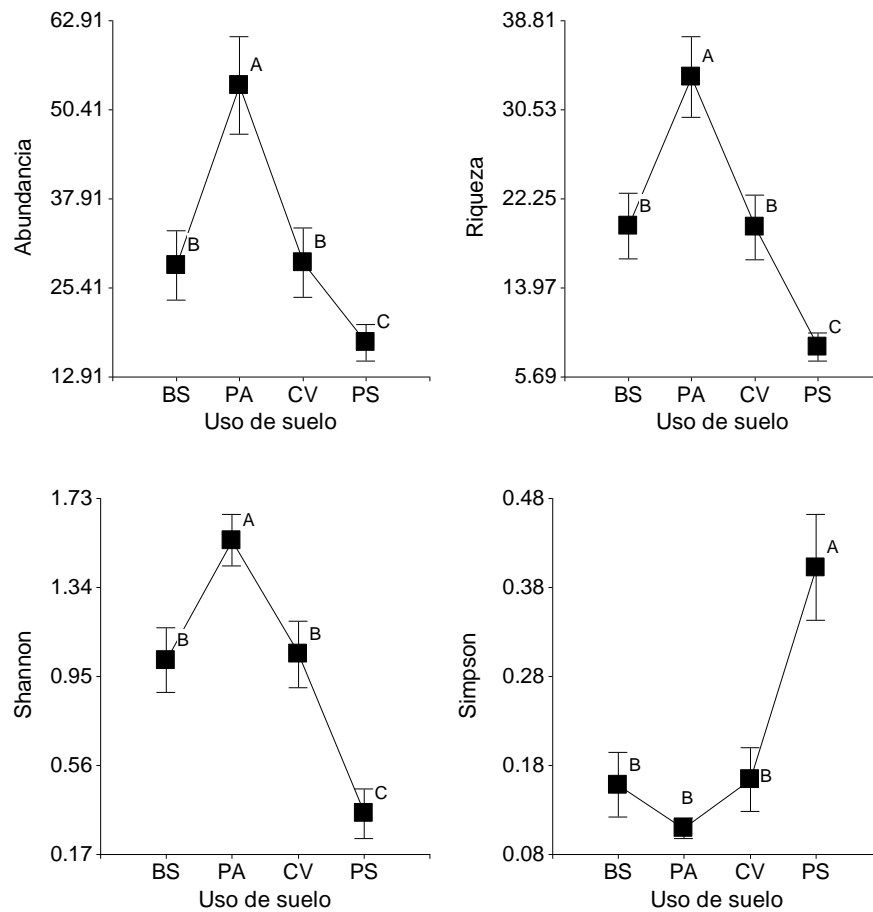 62.91
50.41
37.91
25.41
12.91
Abundancia
A
B
B
C
BS PA CV PS
Uso de suelo
38.81
30.53
22.25
13.97
5.69
Riqueza
A
B
B
C
BS PA CV PS
Uso de suelo
1.73
1.34
0.95
0.56
0.17
Shannon
A
B
B
C
BS PA CV PS
Uso de suelo
0.48
0.38
0.28
0.18
0.08
Simpson
A
B
B
B
BS PA CV PS
Uso de suelo